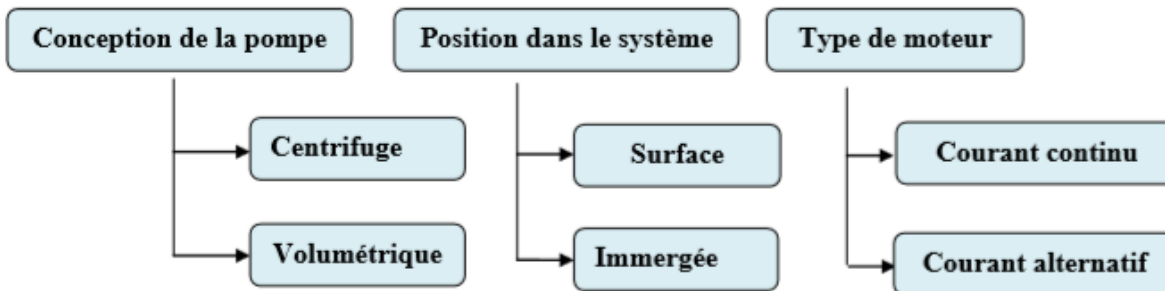 Conception de la pompe
Centrifuge
Volumétrique
Position dans le système
Surface
Immergée
Type de moteur
Courant continu
Courant alternatif